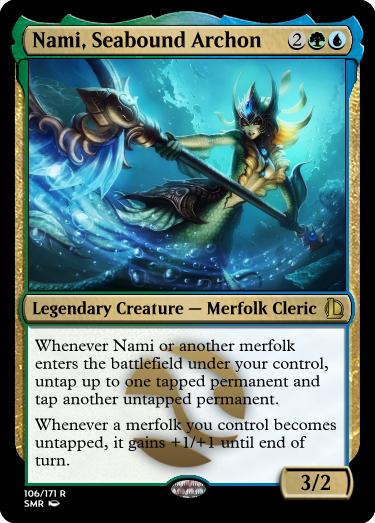 Nami, Seabound Archon 2
Legendary Creature — Merfolk Cleric
Whenever Nami or another merfolk
enters the battlefield under your control,
untap up to one tapped permanent and
tap another untapped permanent.
Whenever a merfolk you control becomes
untapped, it gains +1/+1 until end of
turn.
3/2
106/171 R
SMR